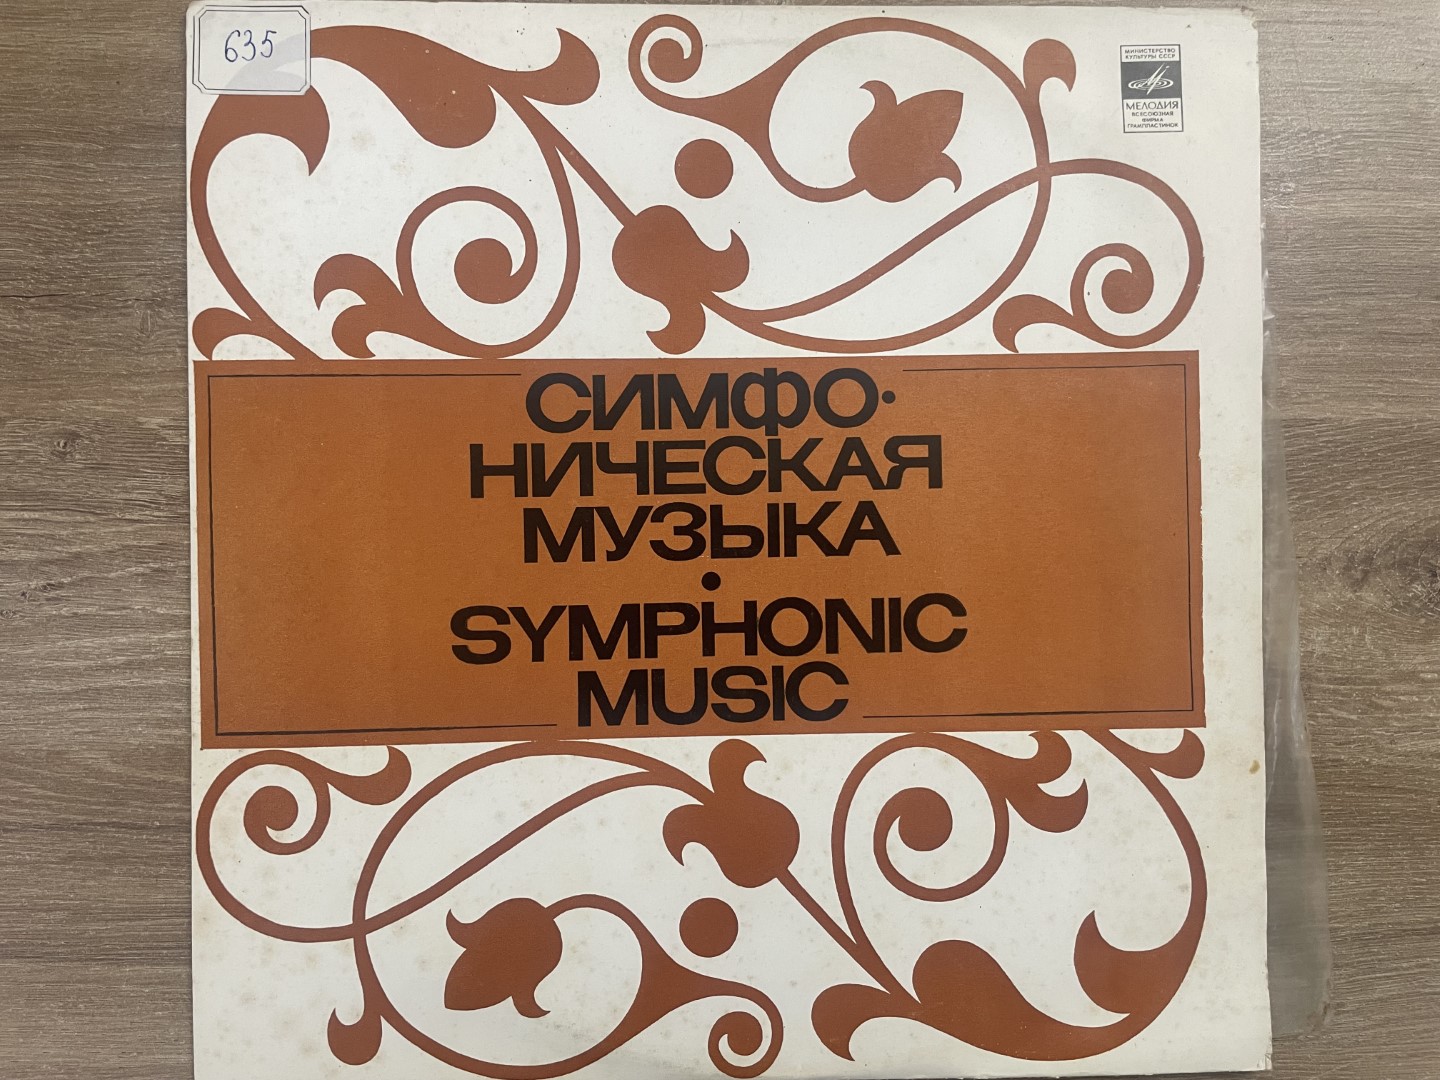 635
МИНИСТЕРСТВО
КУЛЬТУРЫ СССР
МЕЛОДИЯ
ВСЕСОЮЗНАЯ
ФИРМА
ГРАМПЛАСТИНОК
СИМФО·
НИЧЕСКАЯ
МУЗЫКА
•
SYMPHONIC
MUSIC